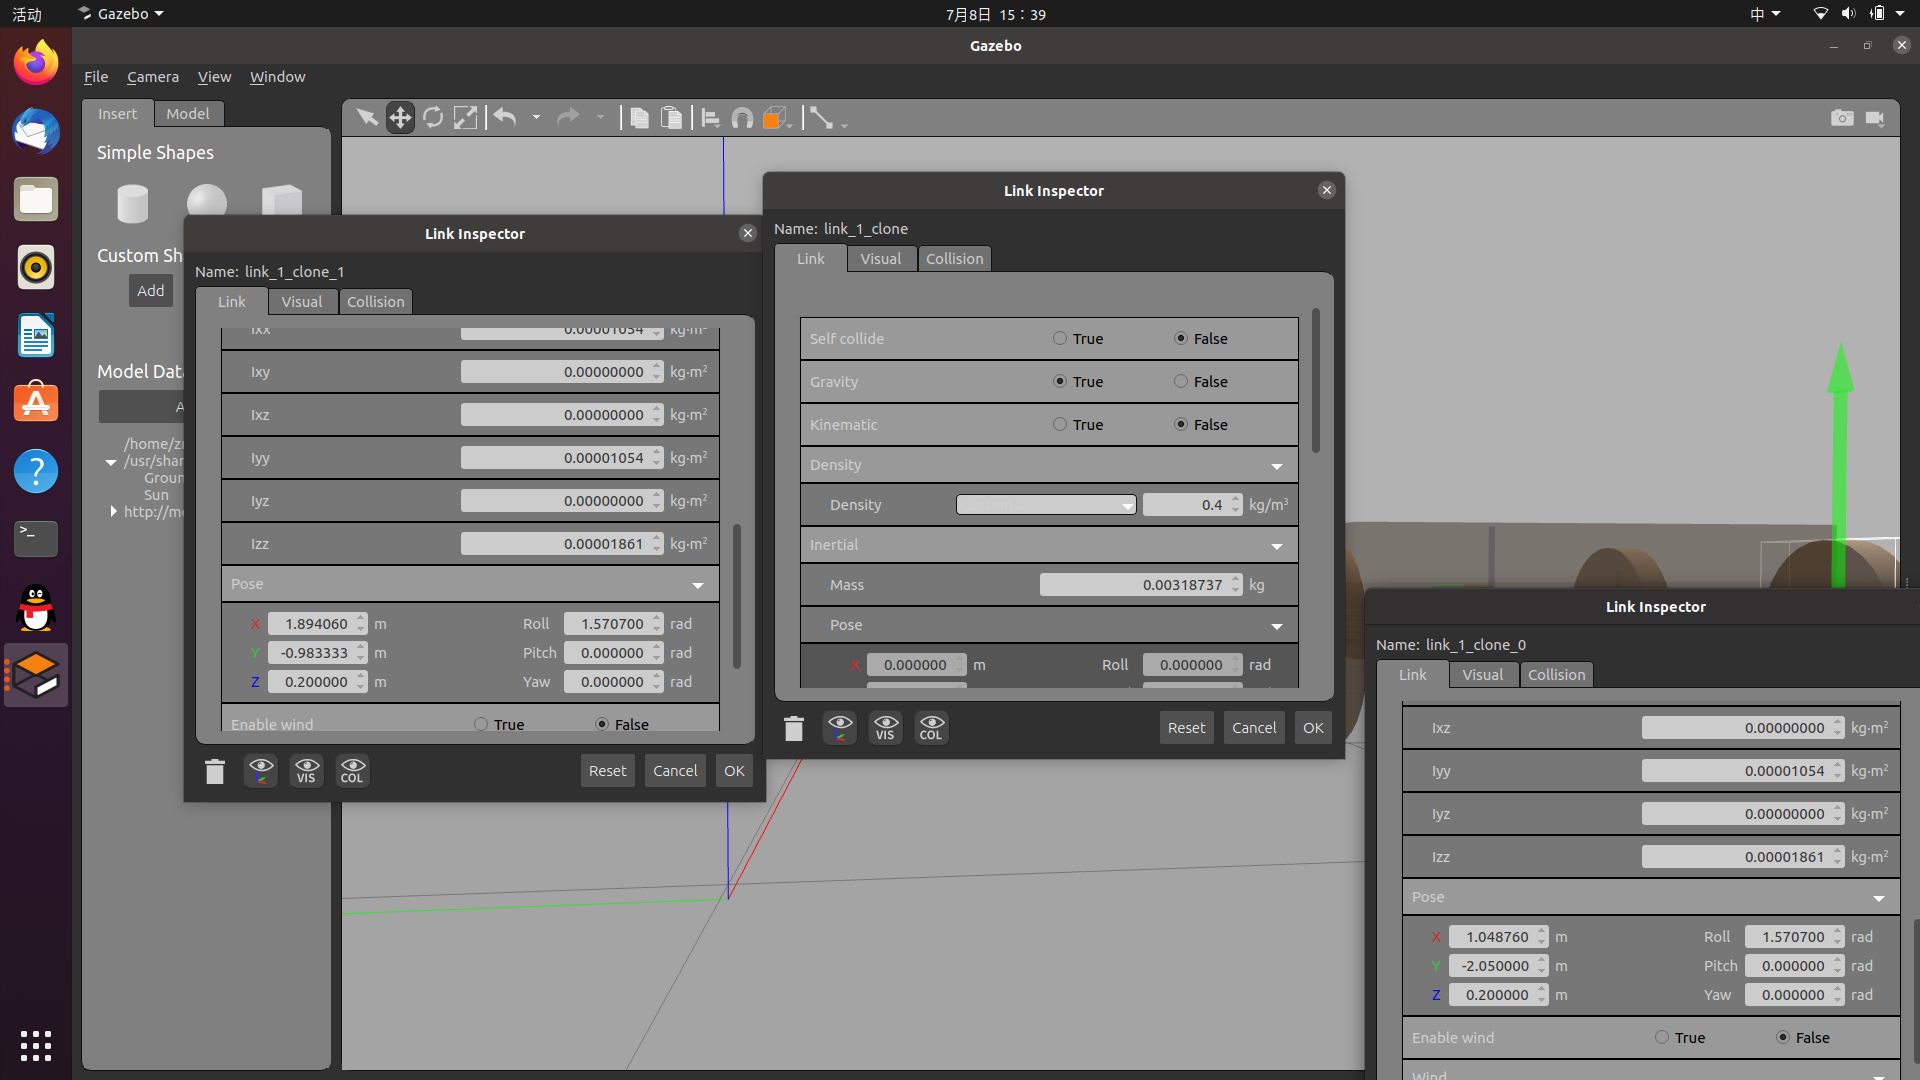 活动
Gazebo
7月8日 15：39
中
Gazebo
File Camera View Window
Insert Model
Simple Shapes
Custom Sh
Add
Model Data
A
/home/z
/usr/shar
Groun
Sun
http://m
Link Inspector
Name: link_1_clone_1
Link Visual Collision
Ixx 0.00001054 kg·m²
Ixy 0.00000000 kg·m²
Ixz 0.00000000 kg·m²
Iyy 0.00001054 kg·m²
Iyz 0.00000000 kg·m²
Izz 0.00001861 kg·m²
Pose
X 1.894060 m Roll 1.570700 rad
Y -0.983333 m Pitch 0.000000 rad
Z 0.200000 m Yaw 0.000000 rad
Enable wind True False
VIS COL Reset Cancel OK
Link Inspector
Name: link_1_clone
Link Visual Collision
Self collide True False
Gravity True False
Kinematic True False
Density
Density 0.4 kg/m³
Inertial
Mass 0.00318737 kg
Pose
X 0.000000 m Roll 0.000000 rad
VIS COL Reset Cancel OK
Link Inspector
Name: link_1_clone_0
Link Visual Collision
Ixz 0.00000000 kg·m²
Iyy 0.00001054 kg·m²
Iyz 0.00000000 kg·m²
Izz 0.00001861 kg·m²
Pose
X 1.048760 m Roll 1.570700 rad
Y -2.050000 m Pitch 0.000000 rad
Z 0.200000 m Yaw 0.000000 rad
Enable wind True False
Wind